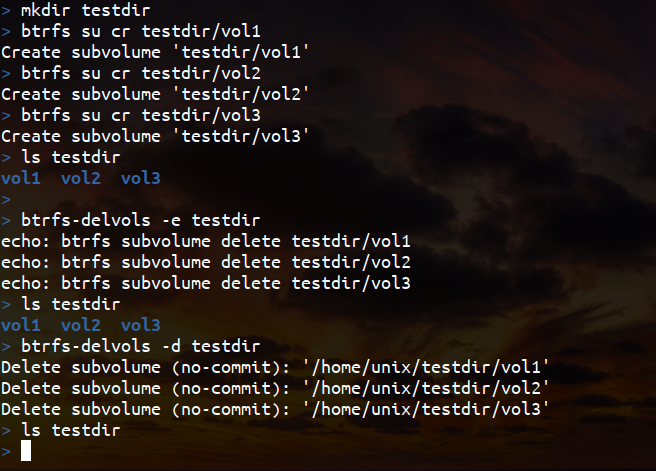 > mkdir testdir
> btrfs su cr testdir/vol1
Create subvolume 'testdir/vol1'
> btrfs su cr testdir/vol2
Create subvolume 'testdir/vol2'
> btrfs su cr testdir/vol3
Create subvolume 'testdir/vol3'
> ls testdir
vol1  vol2  vol3
>
> btrfs-delvols -e testdir
echo: btrfs subvolume delete testdir/vol1
echo: btrfs subvolume delete testdir/vol2
echo: btrfs subvolume delete testdir/vol3
> ls testdir
vol1  vol2  vol3
> btrfs-delvols -d testdir
Delete subvolume (no-commit): '/home/unix/testdir/vol1'
Delete subvolume (no-commit): '/home/unix/testdir/vol2'
Delete subvolume (no-commit): '/home/unix/testdir/vol3'
> ls testdir
>